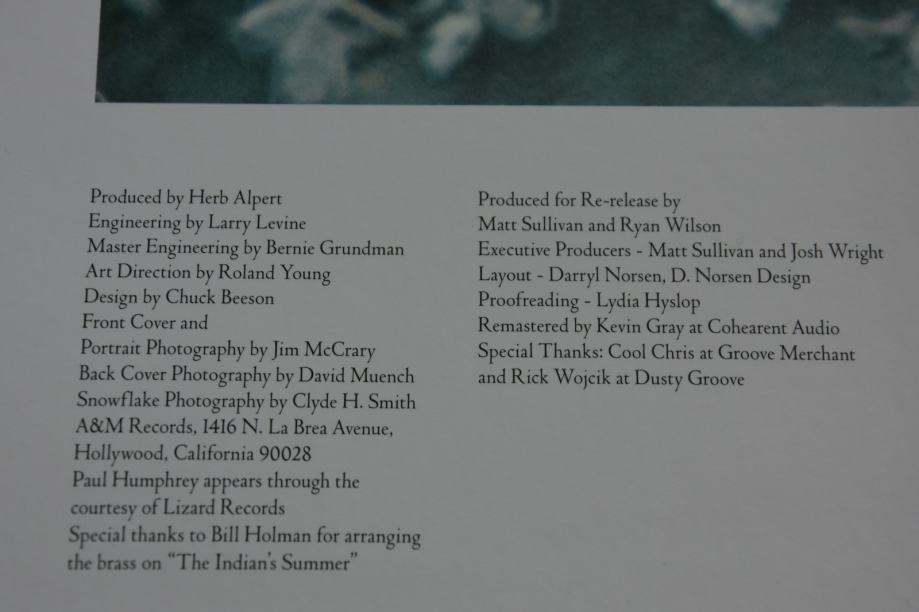 Produced by Herb Alpert
Engineering by Larry Levine
Master Engineering by Bernie Grundman
Art Direction by Roland Young
Design by Chuck Beeson
Front Cover and
Portrait Photography by Jim McCrary
Back Cover Photography by David Muench
Snowflake Photography by Clyde H. Smith
A&M Records, 1416 N. La Brea Avenue,
Hollywood, California 90028
Paul Humphrey appears through the
courtesy of Lizard Records
Special thanks to Bill Holman for arranging
the brass on “The Indian's Summer”
Produced for Re-release by
Matt Sullivan and Ryan Wilson
Executive Producers - Matt Sullivan and Josh Wright
Layout - Darryl Norsen, D. Norsen Design
Proofreading - Lydia Hyslop
Remastered by Kevin Gray at Cohearent Audio
Special Thanks: Cool Chris at Groove Merchant
and Rick Wojcik at Dusty Groove